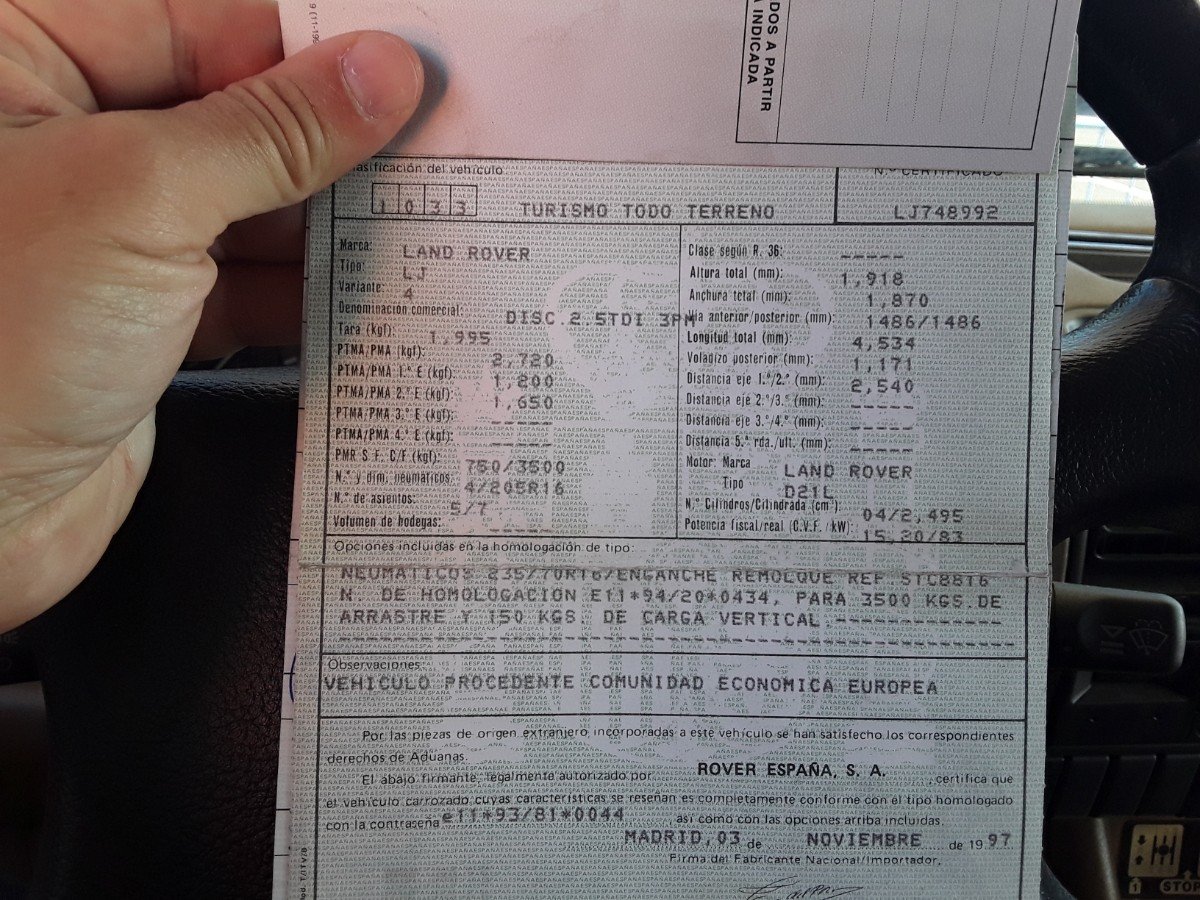 DOS A PARTIR
A INDICADA
Clasificación del vehículo
Nº CERTIFICADO
1033 TURISMO TODO TERRENO LJ748992
Marca: LAND ROVER
Tipo: LJ
Variante: 4
Denominación comercial: DISC.2.5TDI 3PM
Tara (kgf): 1,995
PTMA/PMA (kgf): 2,720
PTMA/PMA 1.º E (kgf): 1,200
PTMA/PMA 2.º E (kgf): 1,650
PTMA/PMA 3.º E (kgf): -----
PTMA/PMA 4.º E (kgf): -----
PMR S.F. C/F (kgf): 750/3500
N.º y dim. neumáticos: 4/205R16
N.º de asientos: 5/7
Volumen de bodegas: -----
Clase según R. 36: -----
Altura total (mm): 1,918
Anchura total (mm): 1,870
Vía anterior/posterior (mm): 1486/1486
Longitud total (mm): 4,534
Voladizo posterior (mm): 1,171
Distancia eje 1.º/2.º (mm): 2,540
Distancia eje 2.º/3.º (mm): -----
Distancia eje 3.º/4.º (mm): -----
Distancia 5.ª rda./ult. (mm): -----
Motor: Marca LAND ROVER
Tipo D21L
N.º Cilindros/Cilindrada (cm³): 04/2,495
Potencia fiscal/real (C.V.F./kW): 15,20/83
Opciones incluidas en la homologación de tipo:
NEUMATICOS 235/70R16/ENGANCHE REMOLQUE REF STC8816
N. DE HOMOLOGACION E11*94/20*0434, PARA 3500 KGS.DE
ARRASTRE Y 150 KGS. DE CARGA VERTICAL.-------------
Observaciones
VEHICULO PROCEDENTE COMUNIDAD ECONOMICA EUROPEA
Por las piezas de origen extranjero incorporadas a este vehículo se han satisfecho los correspondientes
derechos de Aduanas.
El abajo firmante, legalmente autorizado por ROVER ESPAÑA, S. A. , certifica que
el vehículo carrozado cuyas características se reseñan es completamente conforme con el tipo homologado
con la contraseña e11*93/81*0044 así como con las opciones arriba incluidas.
MADRID, 03 de NOVIEMBRE de 1997
Firma del Fabricante Nacional/Importador,
1 STOP